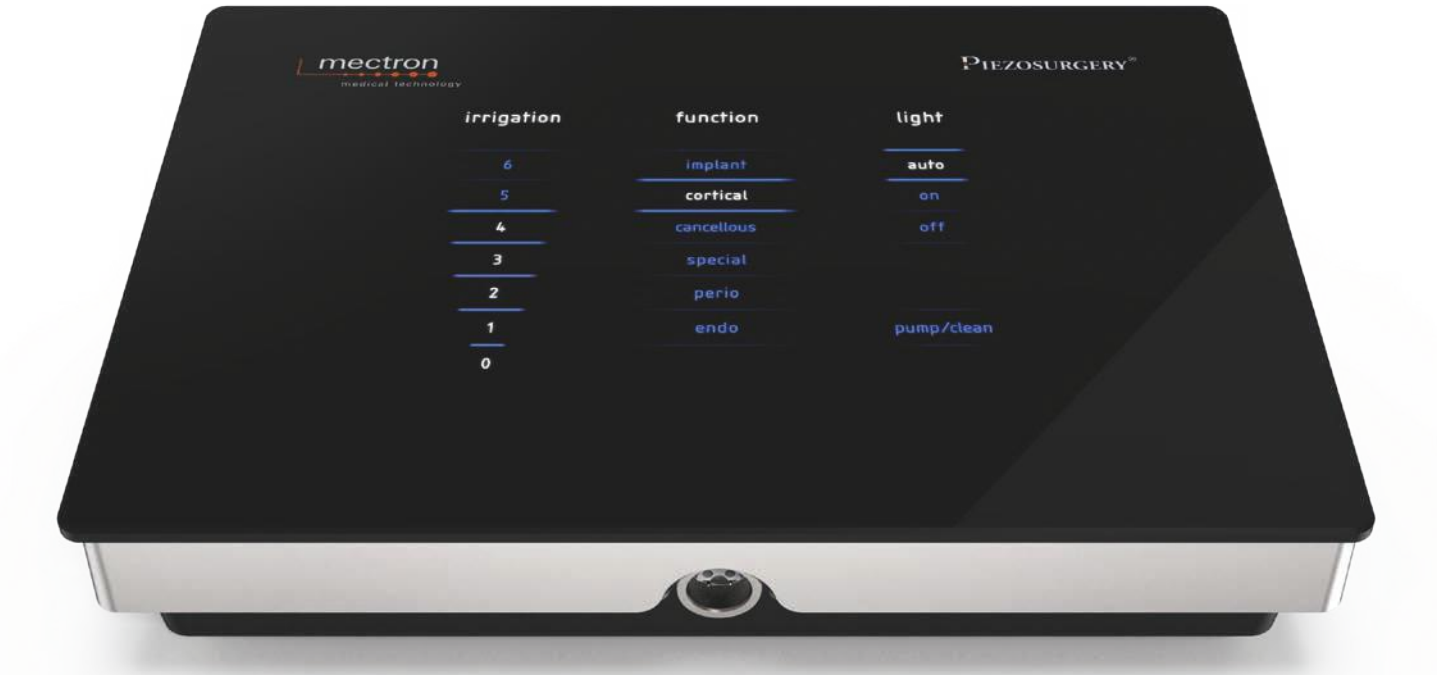 mectron
medical technology
PIEZOSURGERY®
irrigation function light
6 implant auto
5 cortical on
4 cancellous off
3 special
2 perio
1 endo pump/clean
0